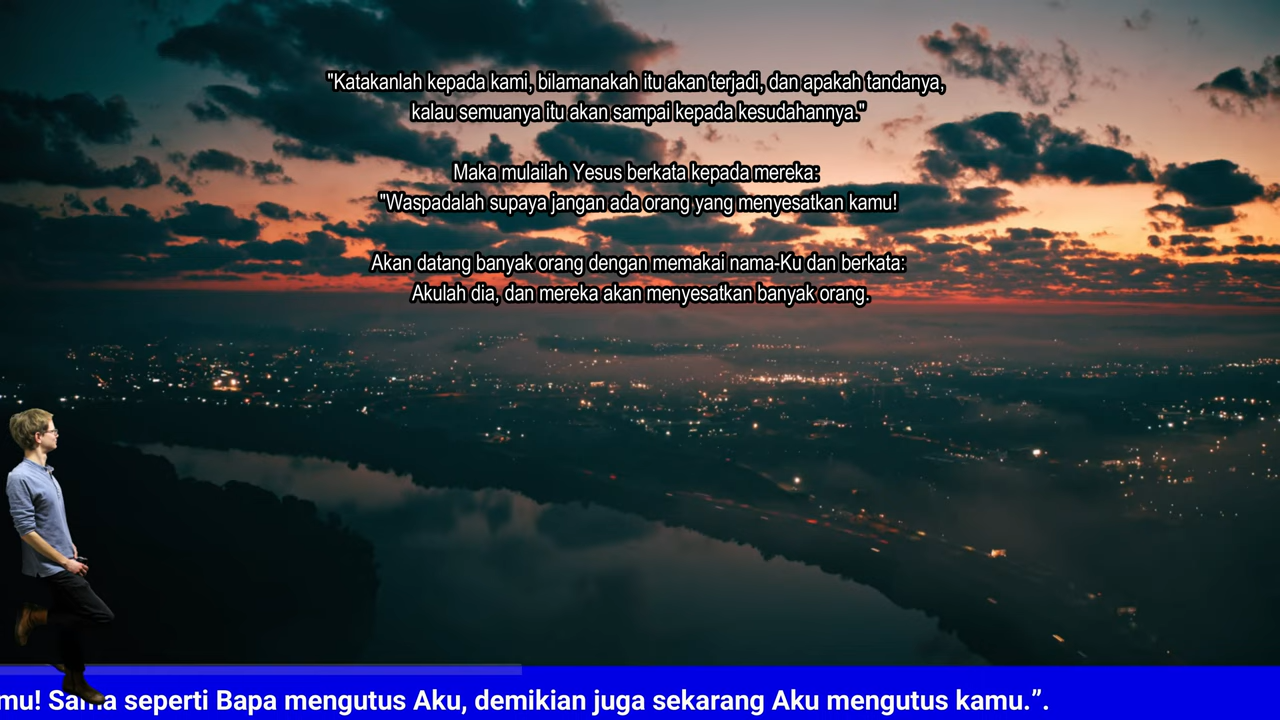 "Katakanlah kepada kami, bilamanakah itu akan terjadi, dan apakah tandanya,
kalau semuanya itu akan sampai kepada kesudahannya."
Maka mulailah Yesus berkata kepada mereka:
"Waspadalah supaya jangan ada orang yang menyesatkan kamu!
Akan datang banyak orang dengan memakai nama-Ku dan berkata:
Akulah dia, dan mereka akan menyesatkan banyak orang.
mu! Sama seperti Bapa mengutus Aku, demikian juga sekarang Aku mengutus kamu.”.